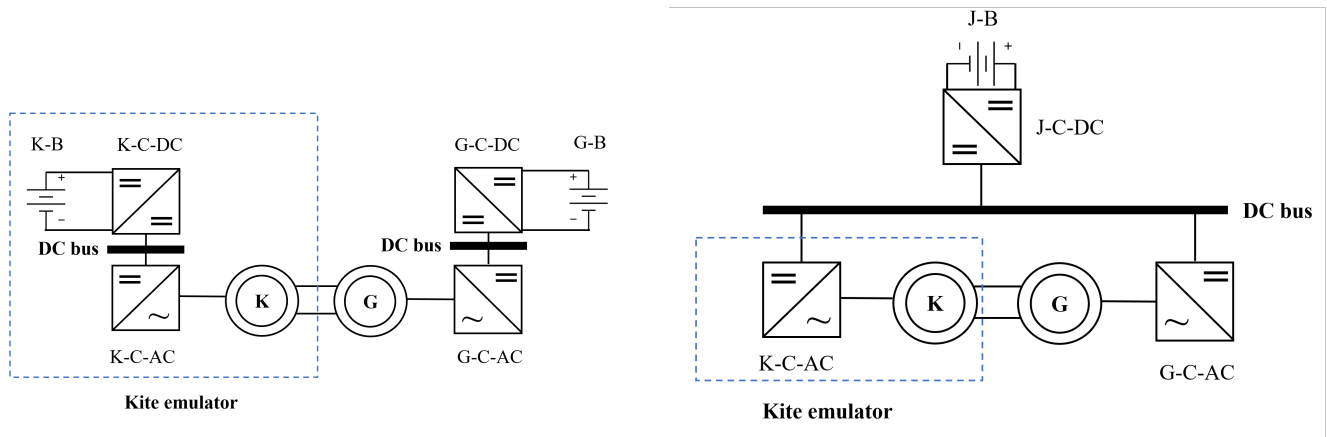 K-B
K-C-DC
G-C-DC
G-B
+
−
+
−
DC bus
DC bus
K
G
~
~
K-C-AC
G-C-AC
Kite emulator
J-B
-
+
J-C-DC
DC bus
K
G
~
~
K-C-AC
G-C-AC
Kite emulator